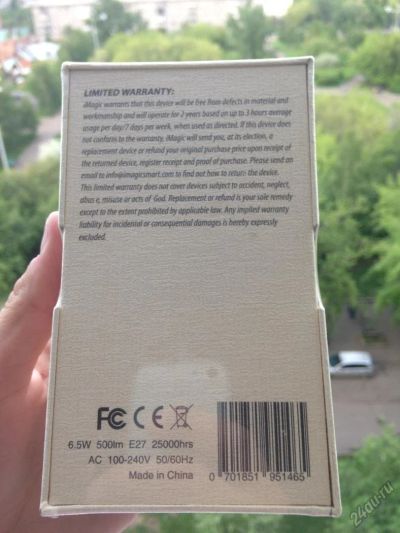 LIMITED WARRANTY:
iMagic warrants that this device will be free from defects in material and
workmanship and will operate for 2 years based on up to 3 hours average
usage per day/7 days per week, when used as directed. If this device does
not conform to the warranty, iMagic will send you, at its election, a
replacement device or refund your original purchase price upon receipt of
the returned device, register receipt and proof of purchase. Please send an
email to info@imagicsmart.com to find out how to return the device.
This limited warranty does not cover devices subject to accident, neglect,
abus e, misuse or acts of God. Replacement or refund is your sole remedy
except to the extent prohibited by applicable law. Any implied warranty
liability for incidental or consequential damages is hereby expressly
excluded.
FC CE
6.5W 500lm E27 25000hrs
AC 100-240V 50/60Hz
Made in China
0 701851 951465
24au.ru